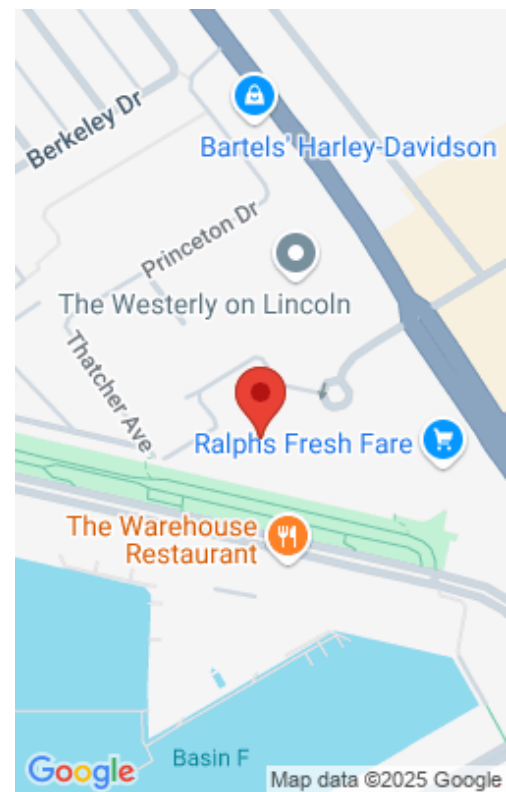 Berkeley Dr
Bartels' Harley-Davidson
Princeton Dr
The Westerly on Lincoln
Thatcher Ave
Ralphs Fresh Fare
The Warehouse
Restaurant
Basin F
Google
Map data ©2025 Google